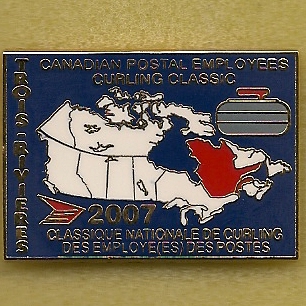 CANADIAN POSTAL EMPLOYEES
CURLING CLASSIC
TROIS-RIVIERES
2007
CLASSIQUE NATIONALE DE CURLING
DES EMPLOYE(ES) DES POSTES